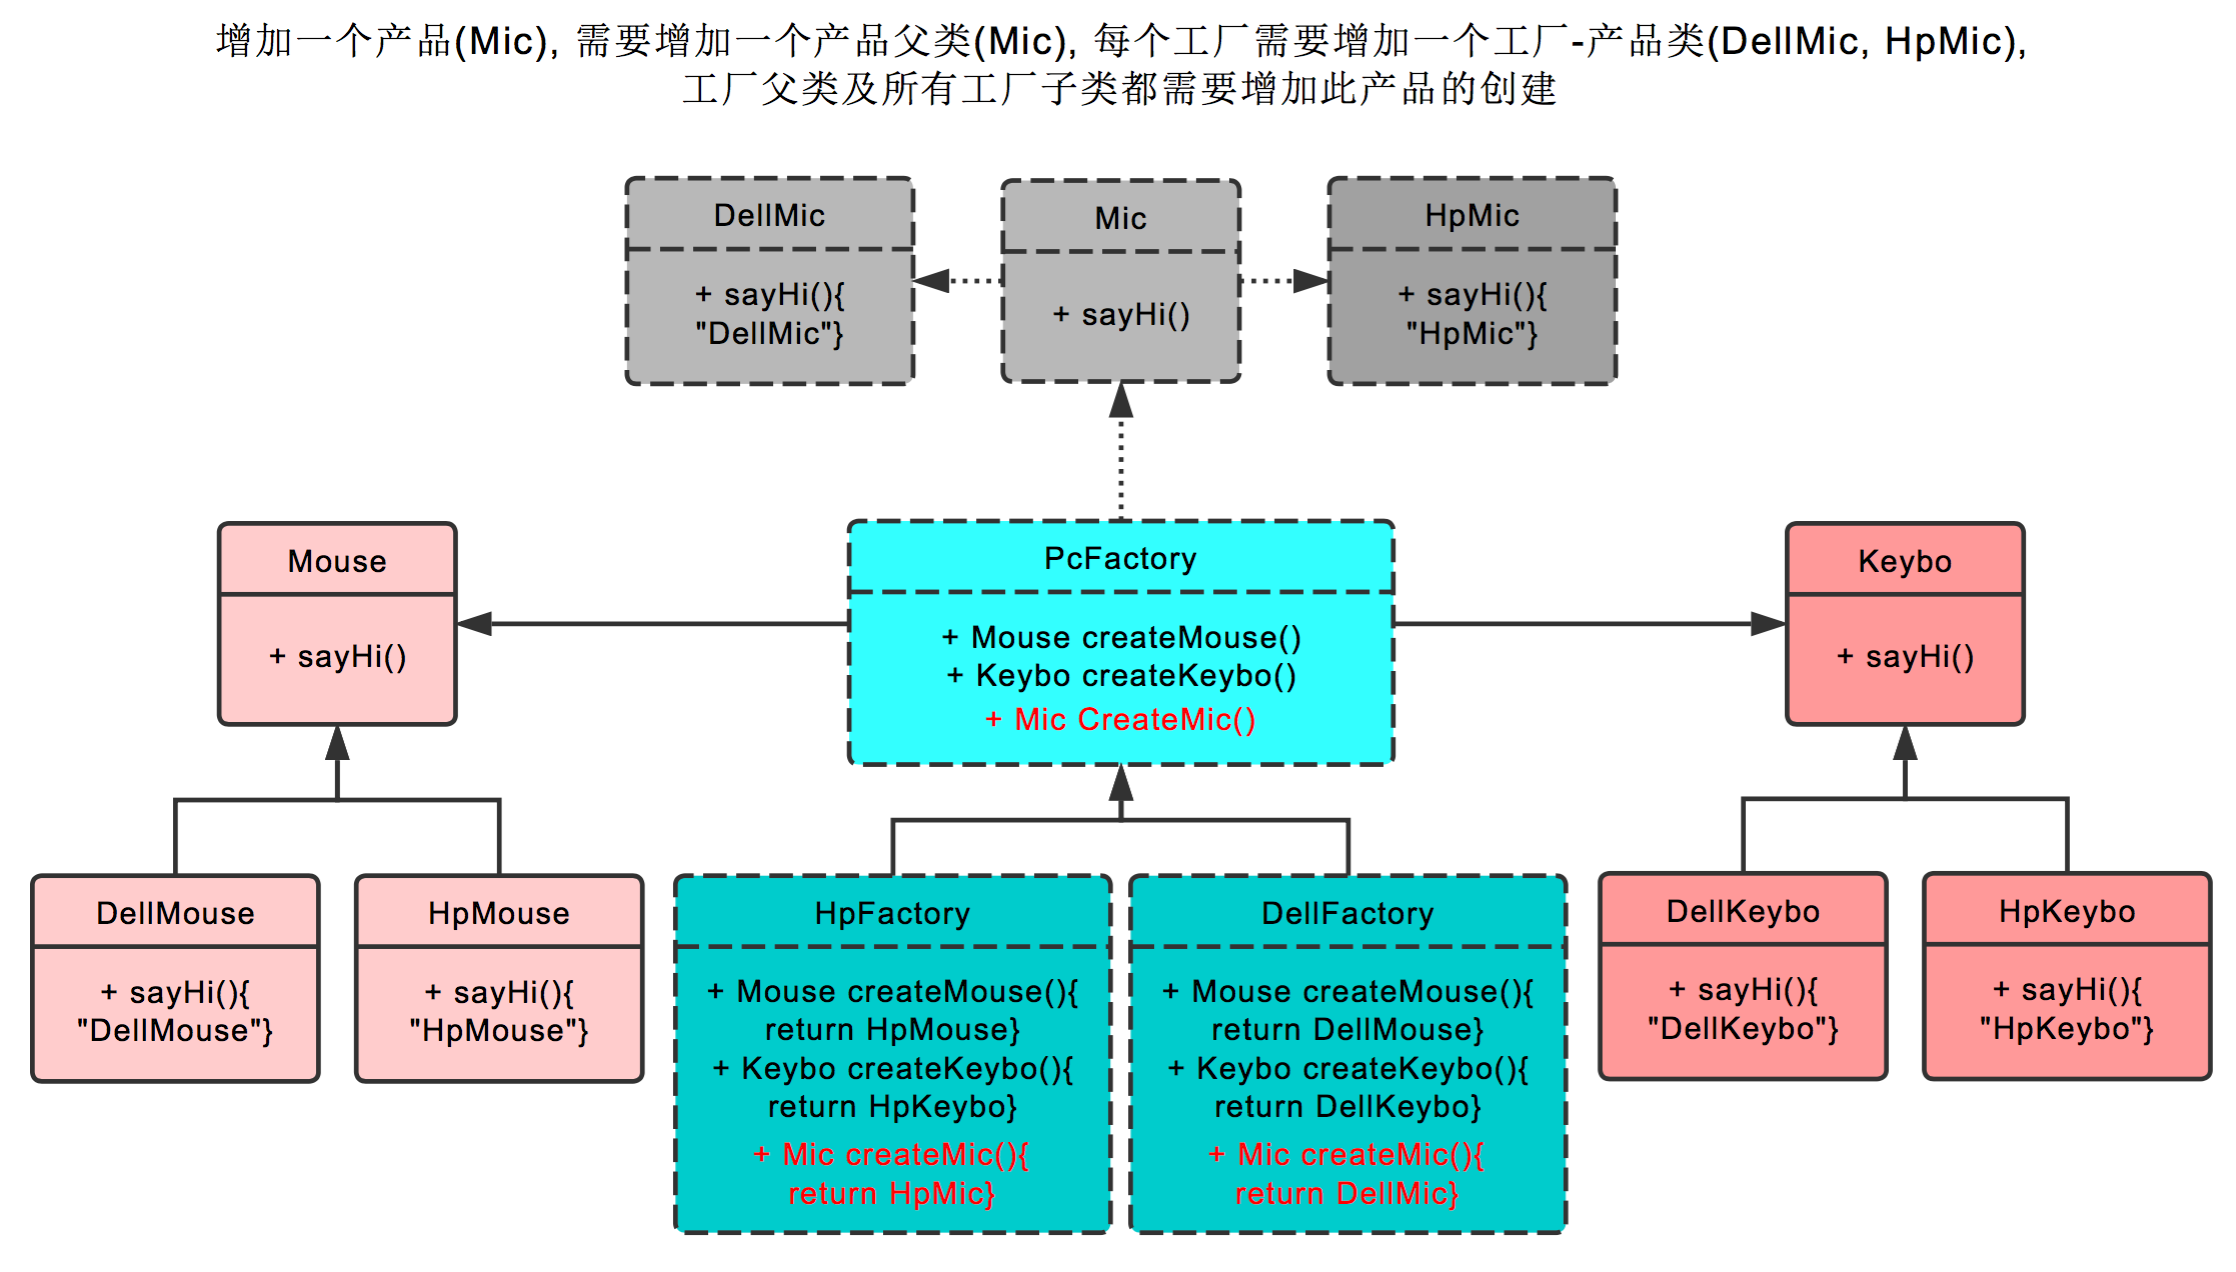 增加一个产品(Mic), 需要增加一个产品父类(Mic), 每个工厂需要增加一个工厂-产品类(DellMic, HpMic),
工厂父类及所有工厂子类都需要增加此产品的创建
DellMic
+ sayHi(){
"DellMic"}
Mic
+ sayHi()
HpMic
+ sayHi(){
"HpMic"}
Mouse
+ sayHi()
PcFactory
+ Mouse createMouse()
+ Keybo createKeybo()
+ Mic CreateMic()
Keybo
+ sayHi()
DellMouse
+ sayHi(){
"DellMouse"}
HpMouse
+ sayHi(){
"HpMouse"}
HpFactory
+ Mouse createMouse(){
return HpMouse}
+ Keybo createKeybo(){
return HpKeybo}
+ Mic createMic(){
return HpMic}
DellFactory
+ Mouse createMouse(){
return DellMouse}
+ Keybo createKeybo(){
return DellKeybo}
+ Mic createMic(){
return DellMic}
DellKeybo
+ sayHi(){
"DellKeybo"}
HpKeybo
+ sayHi(){
"HpKeybo"}